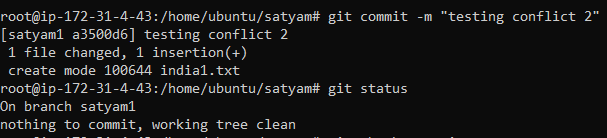 root@ip-172-31-4-43:/home/ubuntu/satyam# git commit -m "testing conflict 2"
[satyam1 a3500d6] testing conflict 2
 1 file changed, 1 insertion(+)
 create mode 100644 india1.txt
root@ip-172-31-4-43:/home/ubuntu/satyam# git status
On branch satyam1
nothing to commit, working tree clean